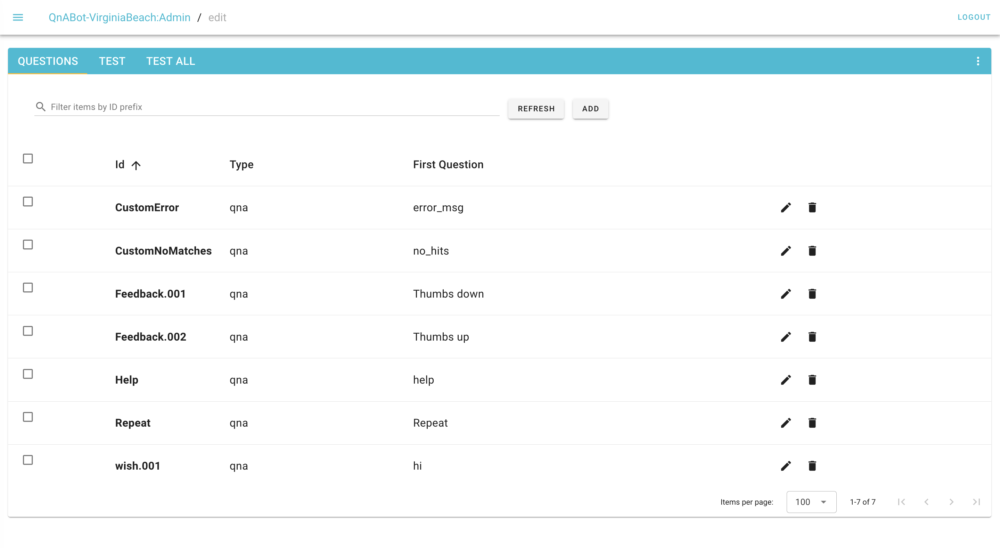 QnABot-VirginiaBeach:Admin / edit
LOGOUT
QUESTIONS TEST TEST ALL
Filter items by ID prefix
REFRESH ADD
Id Type First Question
CustomError qna error_msg
CustomNoMatches qna no_hits
Feedback.001 qna Thumbs down
Feedback.002 qna Thumbs up
Help qna help
Repeat qna Repeat
wish.001 qna hi
Items per page: 100 1-7 of 7